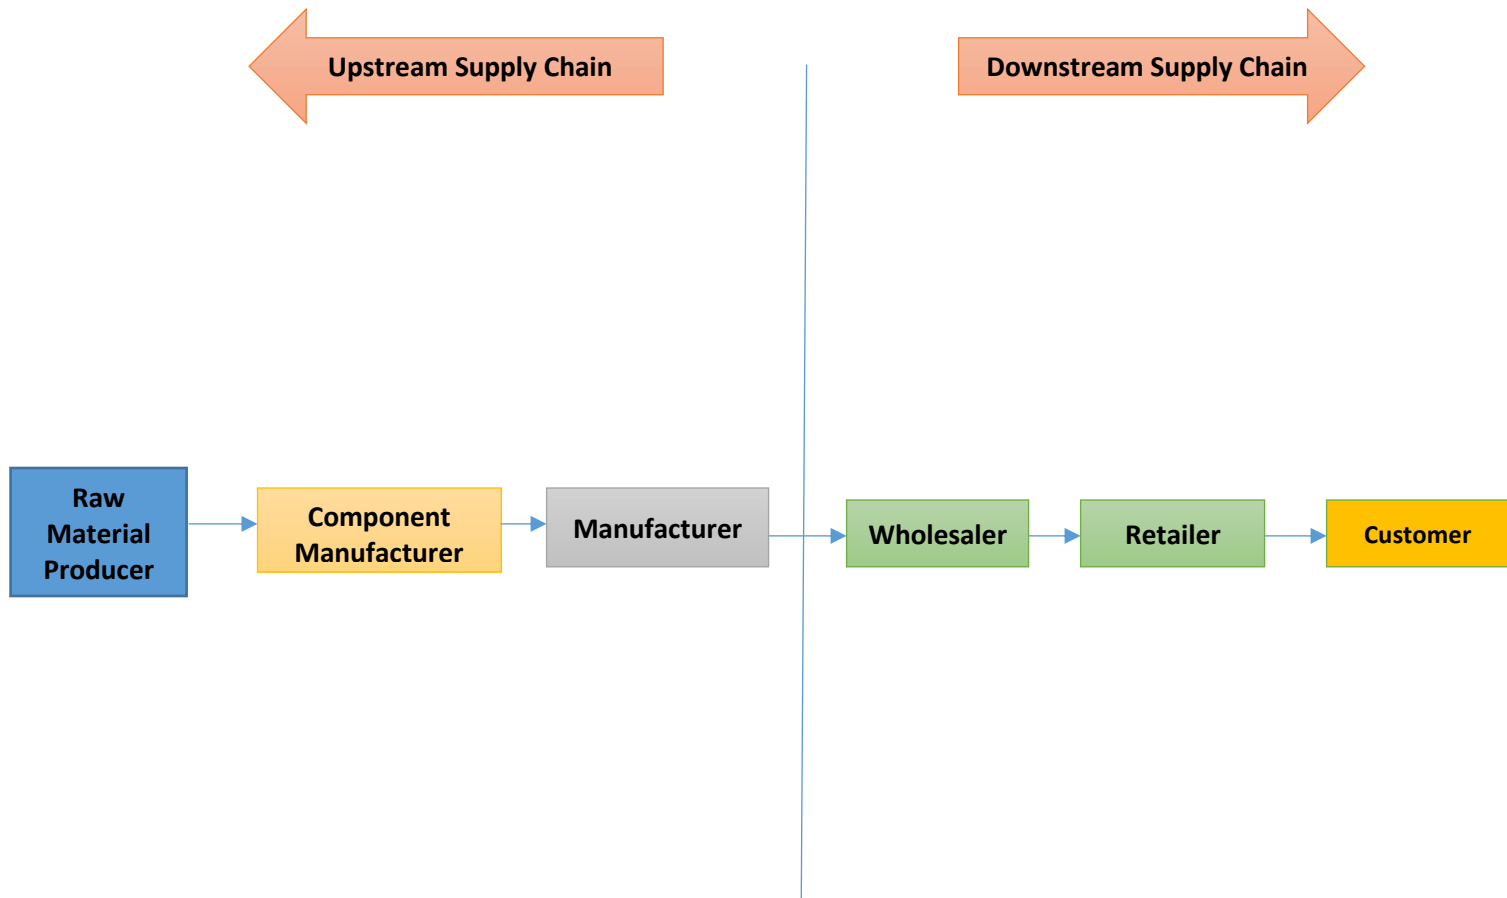 Upstream Supply Chain
Downstream Supply Chain
Raw
Material
Producer
Component
Manufacturer
Manufacturer
Wholesaler
Retailer
Customer